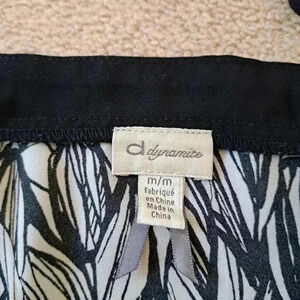 d dynamite
m/m
Fabriqué
en Chine
Made in
China